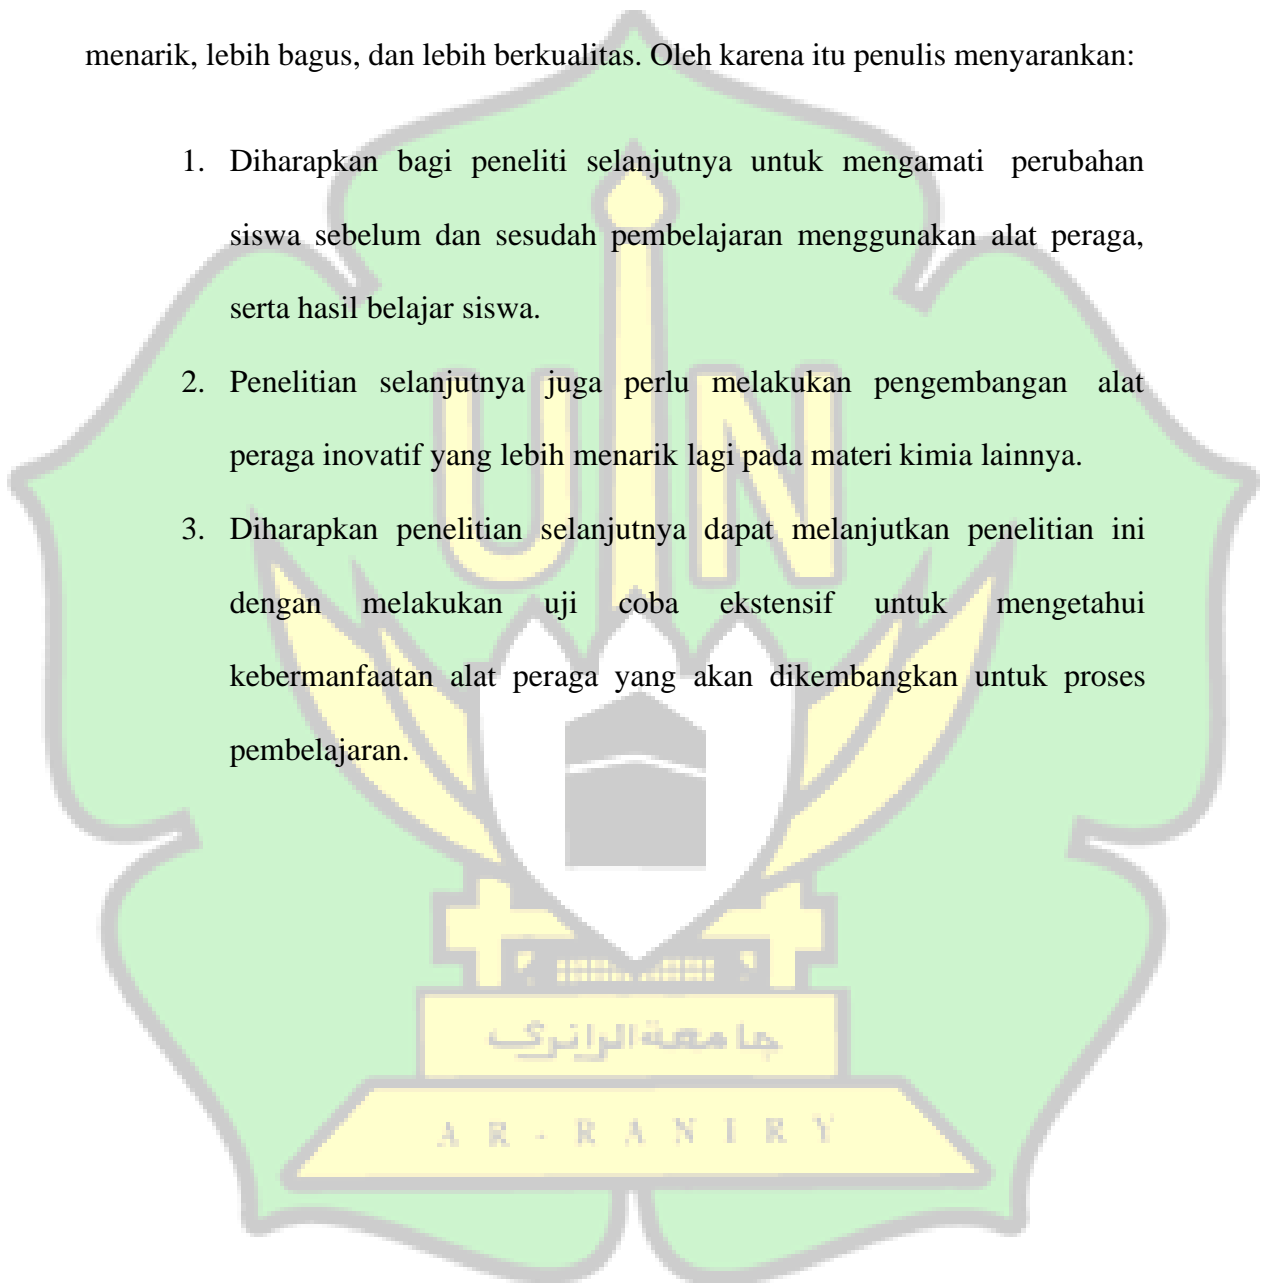 menarik, lebih bagus, dan lebih berkualitas. Oleh karena itu penulis menyarankan:
1. Diharapkan bagi peneliti selanjutnya untuk mengamati perubahan
siswa sebelum dan sesudah pembelajaran menggunakan alat peraga,
serta hasil belajar siswa.
2. Penelitian selanjutnya juga perlu melakukan pengembangan alat
peraga inovatif yang lebih menarik lagi pada materi kimia lainnya.
3. Diharapkan penelitian selanjutnya dapat melanjutkan penelitian ini
dengan melakukan uji coba ekstensif untuk mengetahui
kebermanfaatan alat peraga yang akan dikembangkan untuk proses
pembelajaran.
UIN
جامعة الرانري
AR-RANIRY